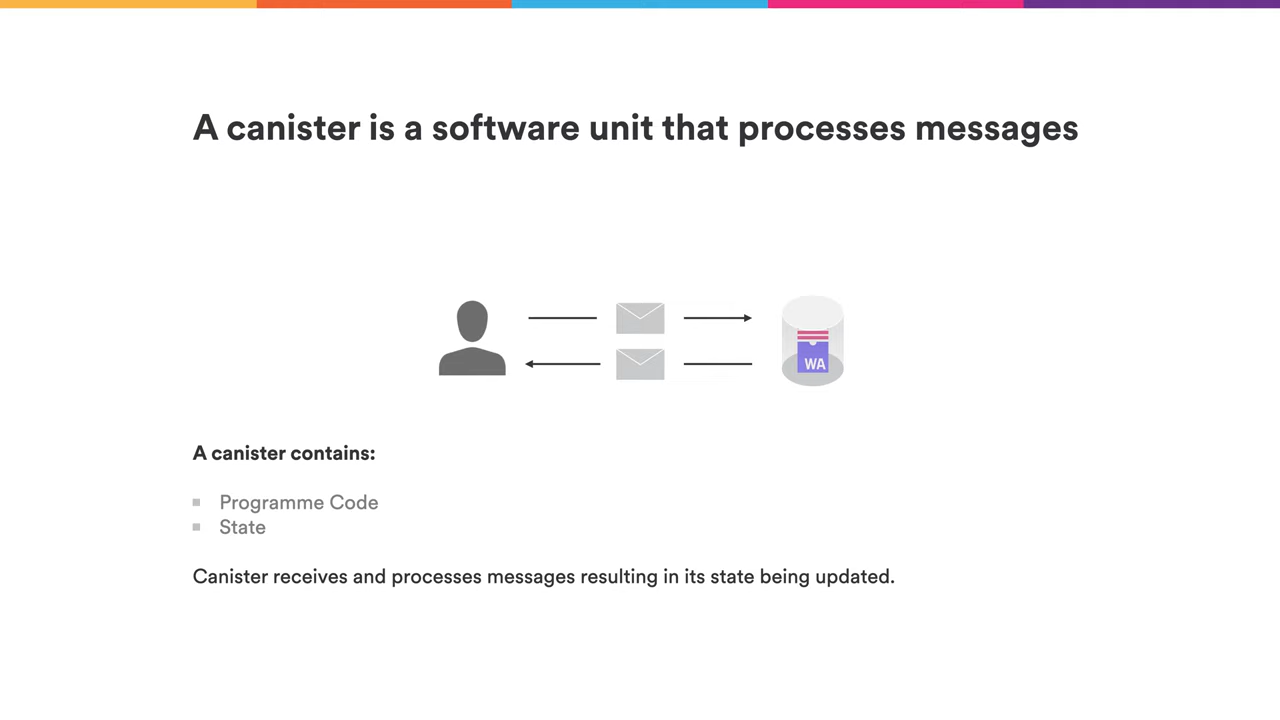 A canister is a software unit that processes messages
WA
A canister contains:
Programme Code
State
Canister receives and processes messages resulting in its state being updated.